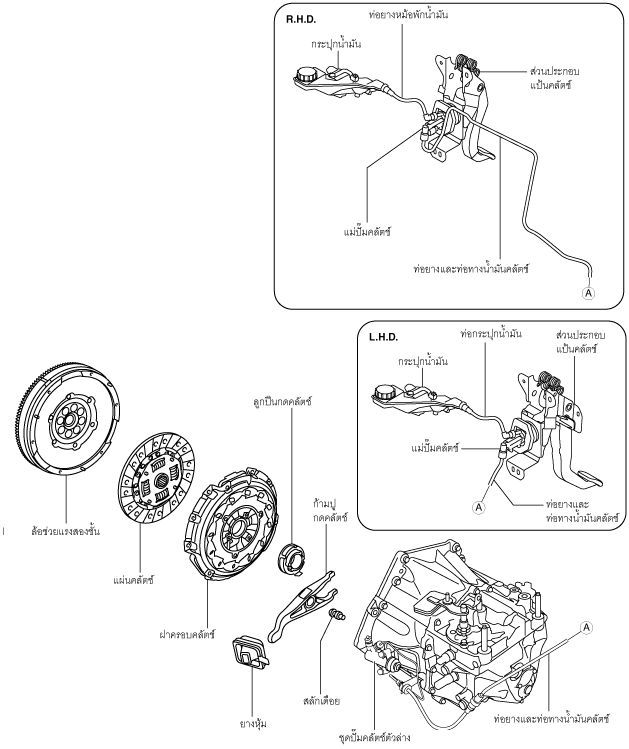 R.H.D.
ท่อยางหม้อพักน้ำมัน
กระปุกน้ำมัน
ส่วนประกอบ
แป้นคลัตช์
แม่ปั๊มคลัตช์
ท่อยางและท่อทางน้ำมันคลัตช์
A
L.H.D.
ท่อกระปุกน้ำมัน
ส่วนประกอบ
แป้นคลัตช์
กระปุกน้ำมัน
แม่ปั๊มคลัตช์
A
ท่อยางและ
ท่อทางน้ำมันคลัตช์
ลูกปืนกดคลัตช์
ก้ามปู
กดคลัตช์
ล้อช่วยแรงสองชั้น
แผ่นคลัตช์
ฝาครอบคลัตช์
ยางหุ้ม
สลักเดือย
A
ท่อยางและท่อทางน้ำมันคลัตช์
ชุดปั๊มคลัตช์ตัวล่าง